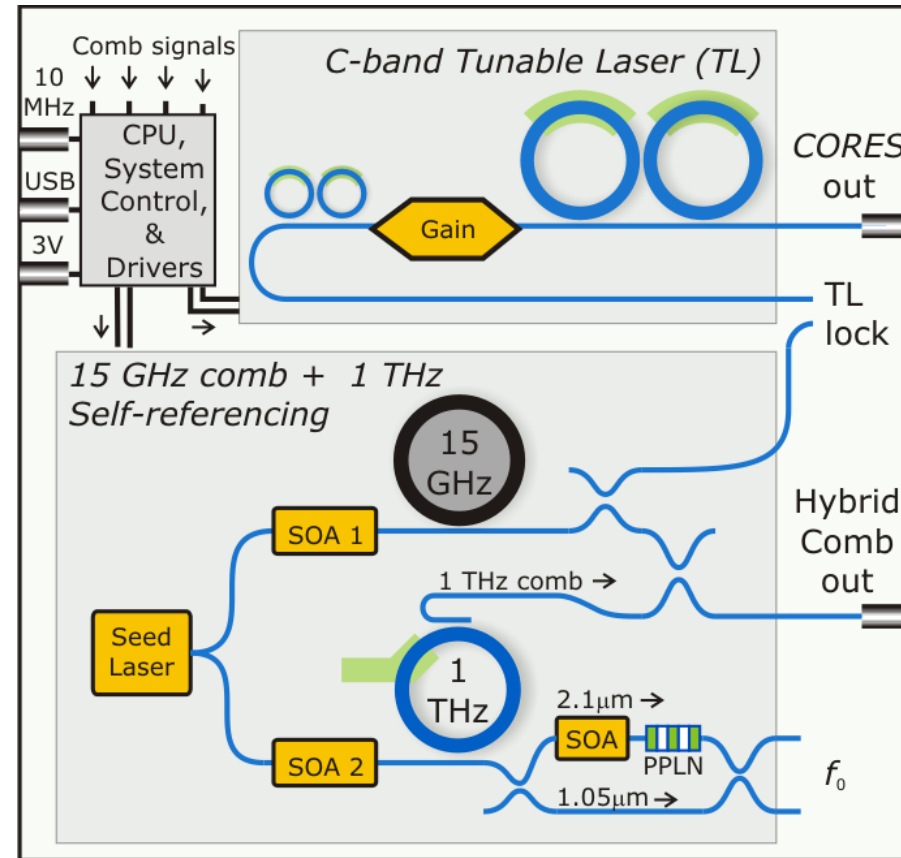 Comb signals
10
MHz
USB
3V
CPU,
System
Control,
&
Drivers
C-band Tunable Laser (TL)
Gain
CORES
out
TL
lock
15 GHz comb + 1 THz
Self-referencing
15
GHz
SOA 1
1 THz comb →
Hybrid
Comb
out
Seed
Laser
1
THz
SOA 2
2.1μm →
SOA
PPLN
1.05μm →
f₀